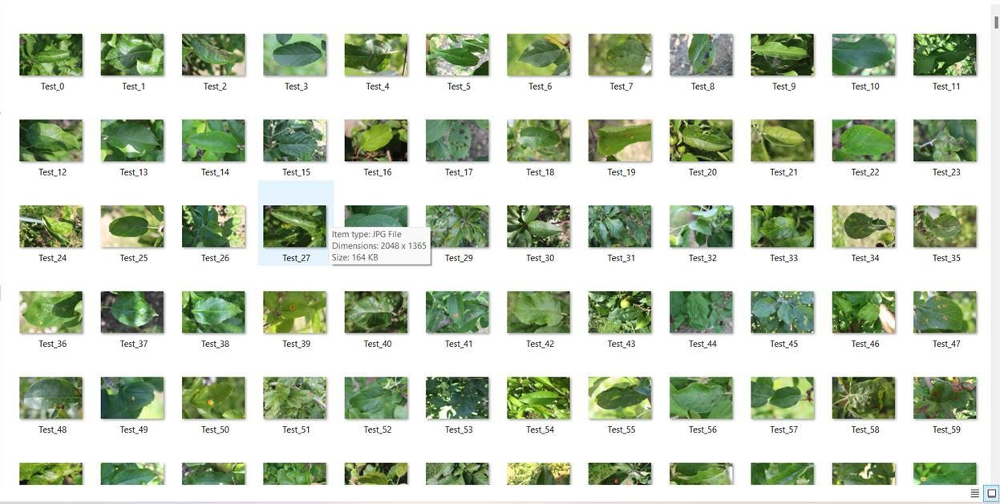 Test_0 Test_1 Test_2 Test_3 Test_4 Test_5 Test_6 Test_7 Test_8 Test_9 Test_10 Test_11
Test_12 Test_13 Test_14 Test_15 Test_16 Test_17 Test_18 Test_19 Test_20 Test_21 Test_22 Test_23
Item type: JPG File
Dimensions: 2048 x 1365
Size: 164 KB
Test_24 Test_25 Test_26 Test_27 Test_29 Test_30 Test_31 Test_32 Test_33 Test_34 Test_35
Test_36 Test_37 Test_38 Test_39 Test_40 Test_41 Test_42 Test_43 Test_44 Test_45 Test_46 Test_47
Test_48 Test_49 Test_50 Test_51 Test_52 Test_53 Test_54 Test_55 Test_56 Test_57 Test_58 Test_59